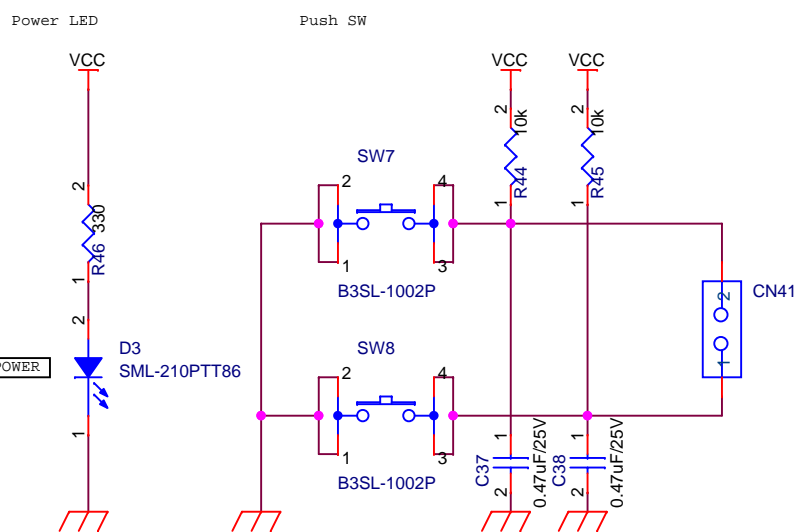 Power LED
Push SW
VCC
VCC
VCC
2
330
R46
1
2
D3
SML-210PTT86
POWER
1
SW7
2
4
1
3
B3SL-1002P
SW8
2
4
1
3
B3SL-1002P
2
10k
R44
1
2
10k
R45
1
CN41
2
1
1
C37
2
0.47uF/25V
1
C38
2
0.47uF/25V